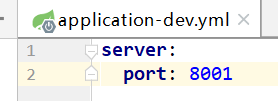 application-dev.yml
1 server:
2   port: 8001